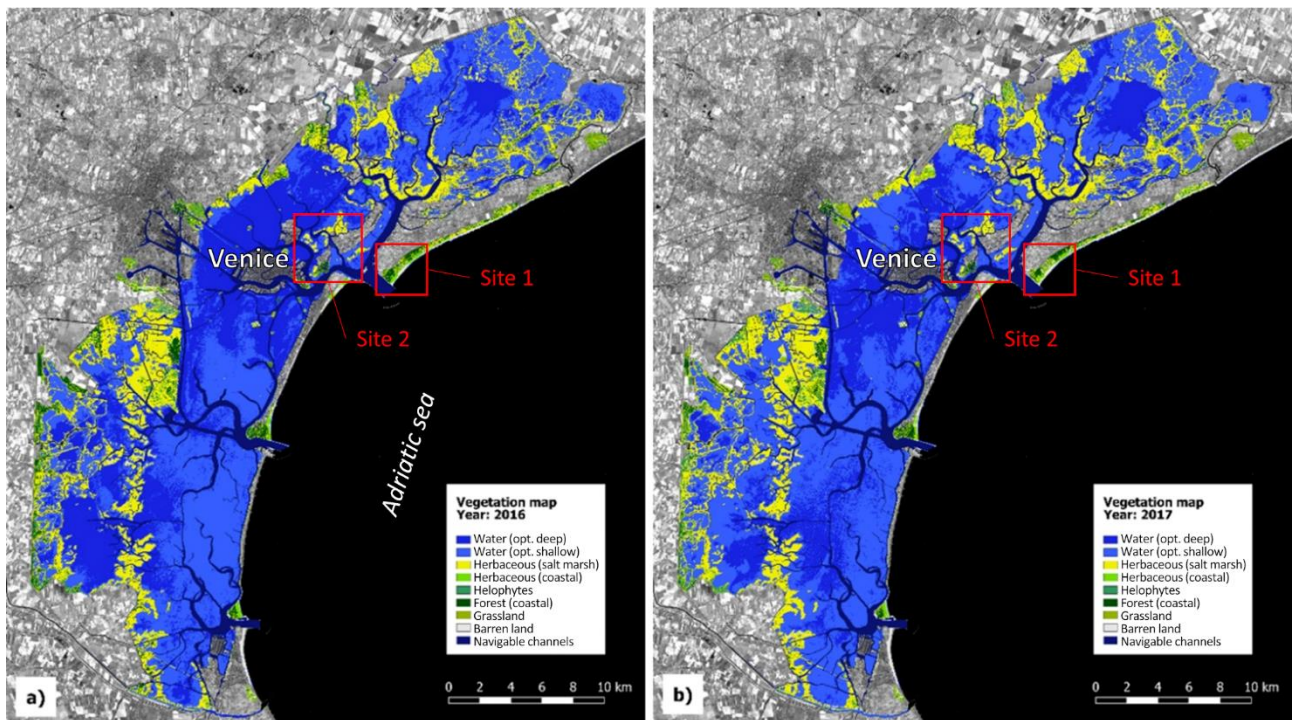 Venice
Site 1
Site 2
Adriatic sea
Vegetation map
Year: 2016
Water (opt. deep)
Water (opt. shallow)
Herbaceous (salt marsh)
Herbaceous (coastal)
Helophytes
Forest (coastal)
Grassland
Barren land
Navigable channels
0 2 4 6 8 10 km
a)
Venice
Site 1
Site 2
Vegetation map
Year: 2017
Water (opt. deep)
Water (opt. shallow)
Herbaceous (salt marsh)
Herbaceous (coastal)
Helophytes
Forest (coastal)
Grassland
Barren land
Navigable channels
0 2 4 6 8 10 km
b)